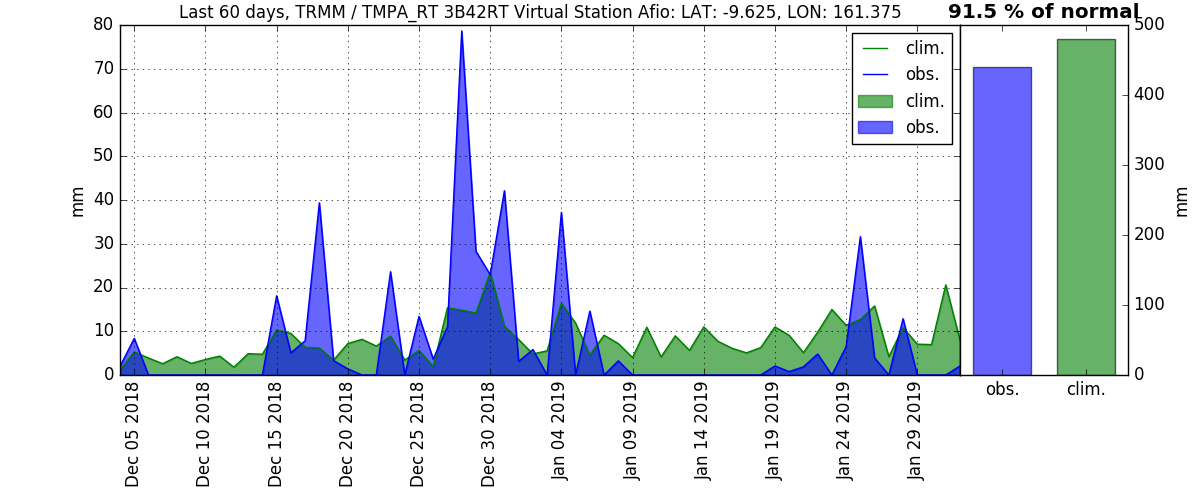 Last 60 days, TRMM / TMPA_RT 3B42RT Virtual Station Afio: LAT: -9.625, LON: 161.375
91.5 % of normal
80
70
60
50
40
30
20
10
0
mm
clim.
obs.
clim.
obs.
Dec 05 2018
Dec 10 2018
Dec 15 2018
Dec 20 2018
Dec 25 2018
Dec 30 2018
Jan 04 2019
Jan 09 2019
Jan 14 2019
Jan 19 2019
Jan 24 2019
Jan 29 2019
500
400
300
200
100
0
mm
obs.
clim.